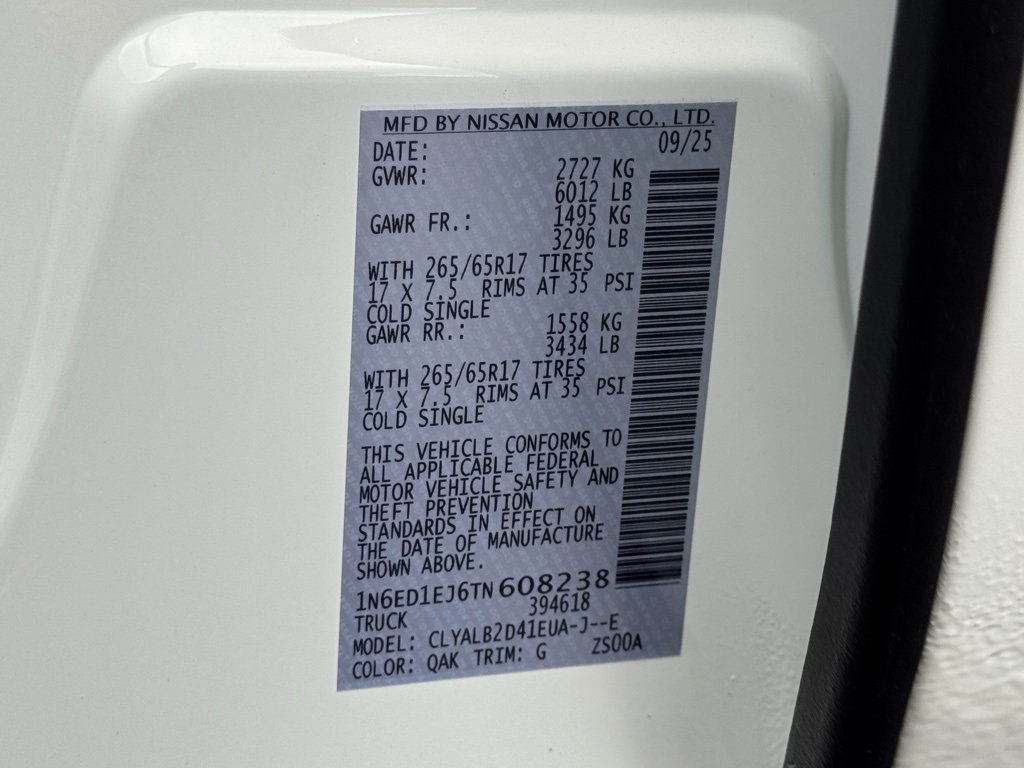 MFD BY NISSAN MOTOR CO., LTD.
DATE: 09/25
GVWR: 2727 KG
6012 LB
GAWR FR.: 1495 KG
3296 LB
WITH 265/65R17 TIRES
17 X 7.5 RIMS AT 35 PSI
COLD SINGLE
GAWR RR.: 1558 KG
3434 LB
WITH 265/65R17 TIRES
17 X 7.5 RIMS AT 35 PSI
COLD SINGLE
THIS VEHICLE CONFORMS TO
ALL APPLICABLE FEDERAL
MOTOR VEHICLE SAFETY AND
THEFT PREVENTION
STANDARDS IN EFFECT ON
THE DATE OF MANUFACTURE
SHOWN ABOVE.
1N6ED1EJ6TN608238
TRUCK 394618
MODEL: CLYALB2D41EUA-J--E
COLOR: QAK TRIM: G ZS00A